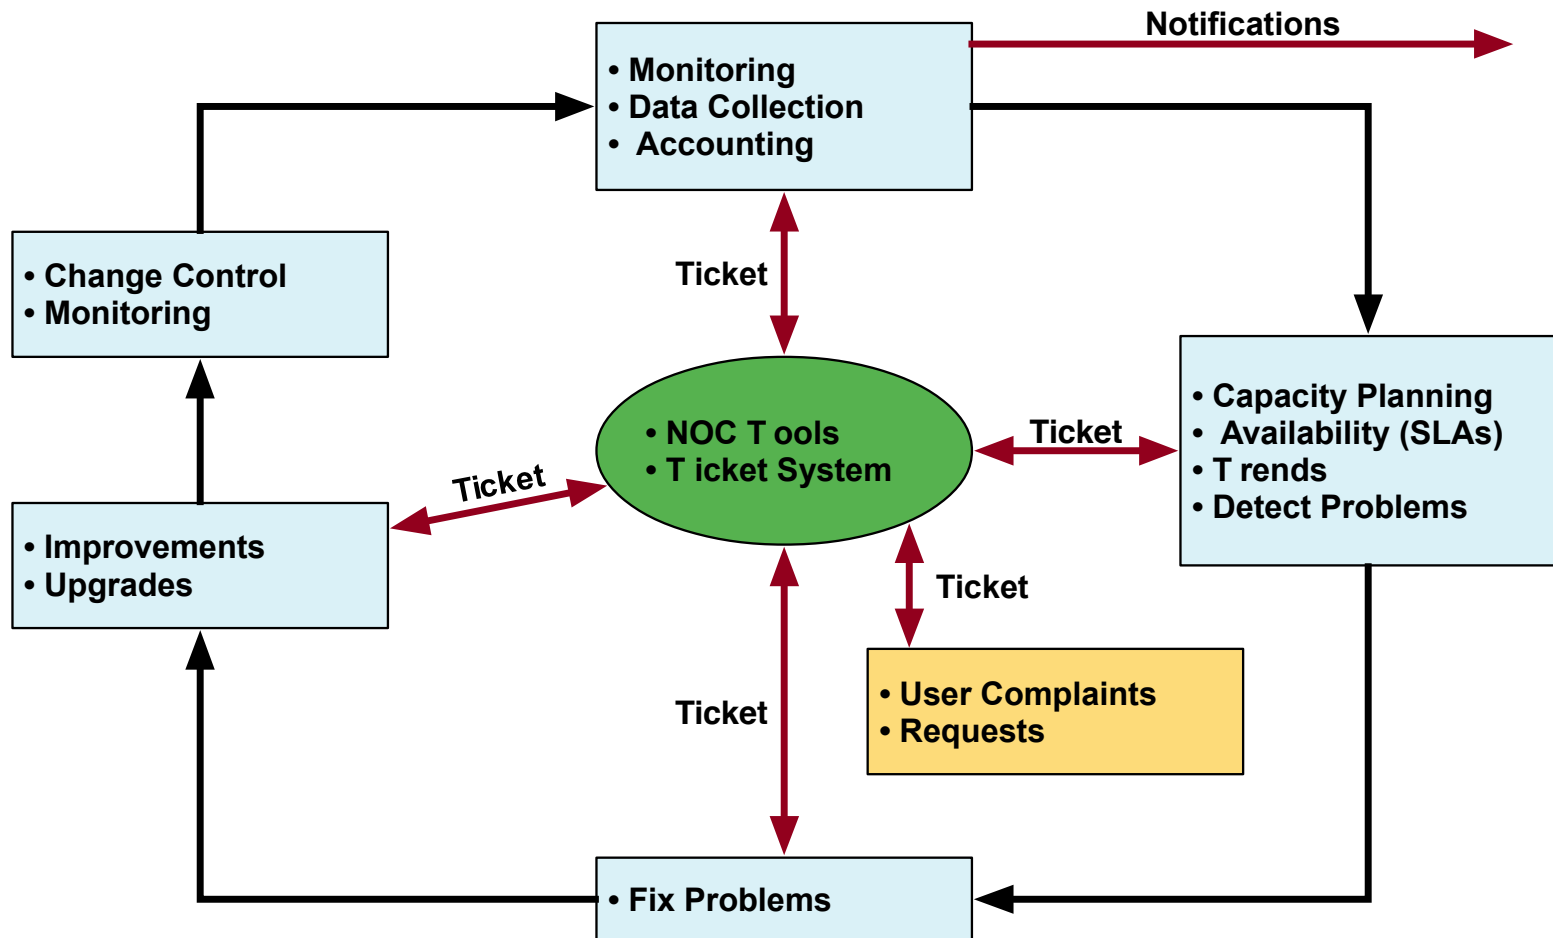 Notifications
• Monitoring
• Data Collection
• Accounting
Ticket
• Change Control
• Monitoring
• Capacity Planning
• Availability (SLAs)
• T rends
• Detect Problems
Ticket
• NOC T ools
• T icket System
Ticket
• Improvements
• Upgrades
Ticket
• User Complaints
• Requests
Ticket
• Fix Problems